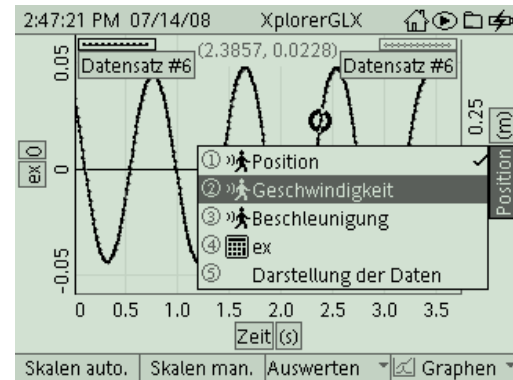 2:47:21 PM 07/14/08 XplorerGLX
(2.3857, 0.0228)
Datensatz #6
Datensatz #6
0.05
0
-0.05
ex 0
0.25
Position (m)
1 Position
2 Geschwindigkeit
3 Beschleunigung
4 ex
5 Darstellung der Daten
0 0.5 1.0 1.5 2.0 2.5 3.0 3.5
Zeit (s)
Skalen auto. Skalen man. Auswerten Graphen